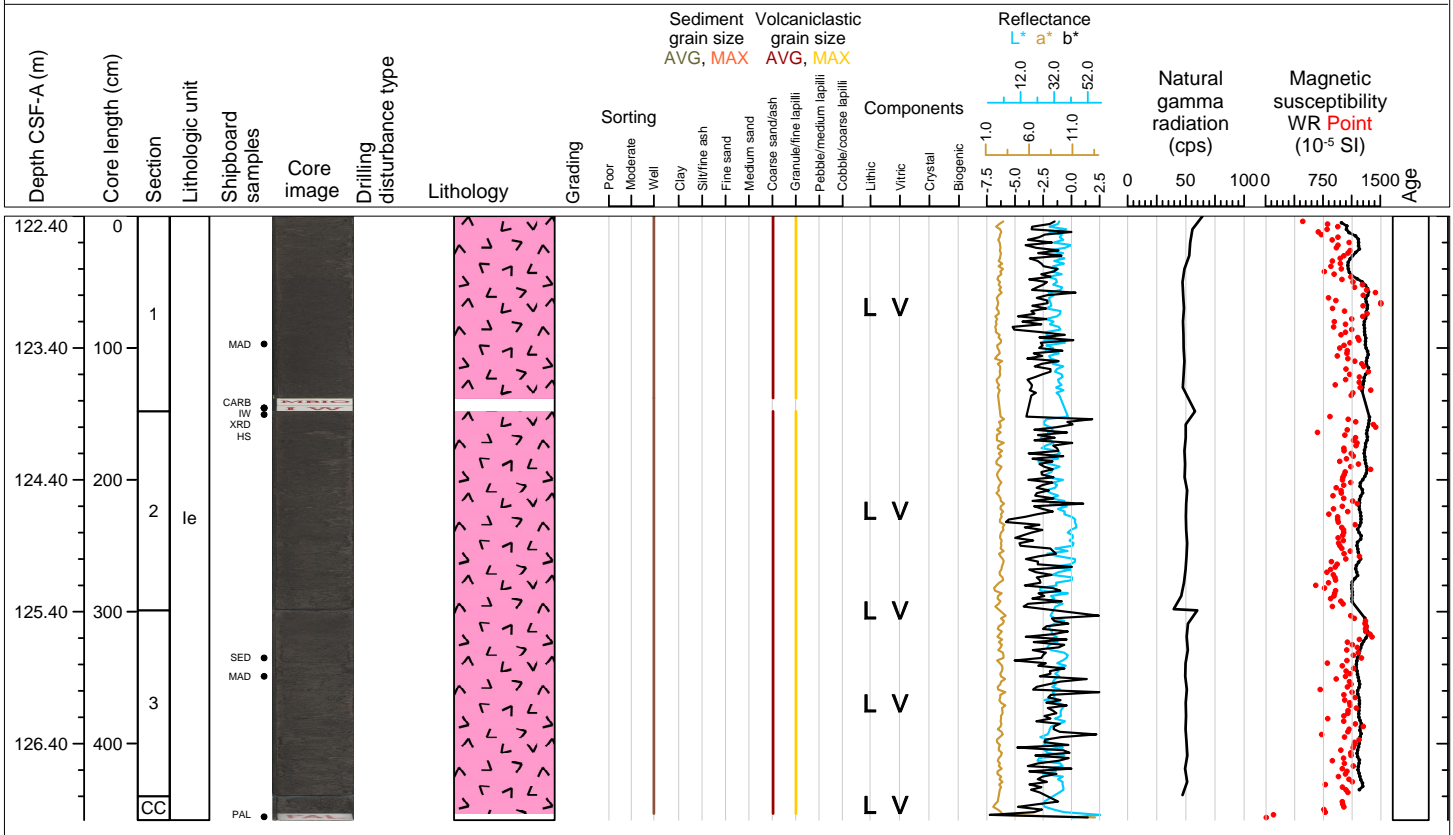 Depth CSF-A (m)
Core length (cm)
Section
Lithologic unit
Shipboard
samples
Core
image
Drilling
disturbance type
Lithology
Grading
Sorting
Poor
Moderate
Well
Sediment
grain size
AVG, MAX
Volcaniclastic
grain size
AVG, MAX
Clay
Silt/fine ash
Fine sand
Medium sand
Coarse sand/ash
Granule/fine lapilli
Pebble/medium lapilli
Cobble/coarse lapilli
Components
Lithic
Vitric
Crystal
Biogenic
Reflectance
L* a* b*
12.0 32.0 52.0
1.0 6.0 11.0
−7.5 −5.0 −2.5 0.0 2.5
Natural
gamma
radiation
(cps)
0 50 100
Magnetic
susceptibility
WR Point
(10-5 SI)
0 750 1500
Age
122.40 0
1
L V
MAD
123.40 100
MBIO
IW
CARB
IW
XRD
HS
124.40 200
2
L V
Ie
125.40 300
L V
SED
MAD
3
L V
126.40 400
CC
L V
PAL
PAL